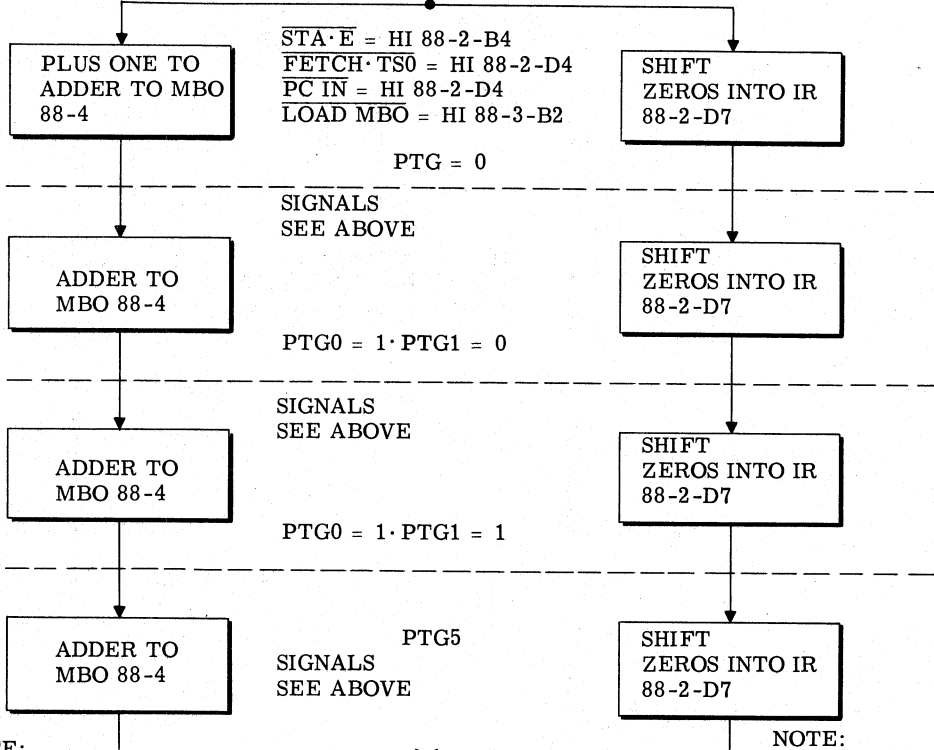 PLUS ONE TO
ADDER TO MBO
88-4
STA·E = HI 88-2-B4
FETCH·TS0 = HI 88-2-D4
PC IN = HI 88-2-D4
LOAD MBO = HI 88-3-B2
PTG = 0
SHIFT
ZEROS INTO IR
88-2-D7
SIGNALS
SEE ABOVE
ADDER TO
MBO 88-4
PTG0 = 1·PTG1 = 0
SHIFT
ZEROS INTO IR
88-2-D7
SIGNALS
SEE ABOVE
ADDER TO
MBO 88-4
PTG0 = 1·PTG1 = 1
SHIFT
ZEROS INTO IR
88-2-D7
ADDER TO
MBO 88-4
PTG5
SIGNALS
SEE ABOVE
SHIFT
ZEROS INTO IR
88-2-D7
NOTE: